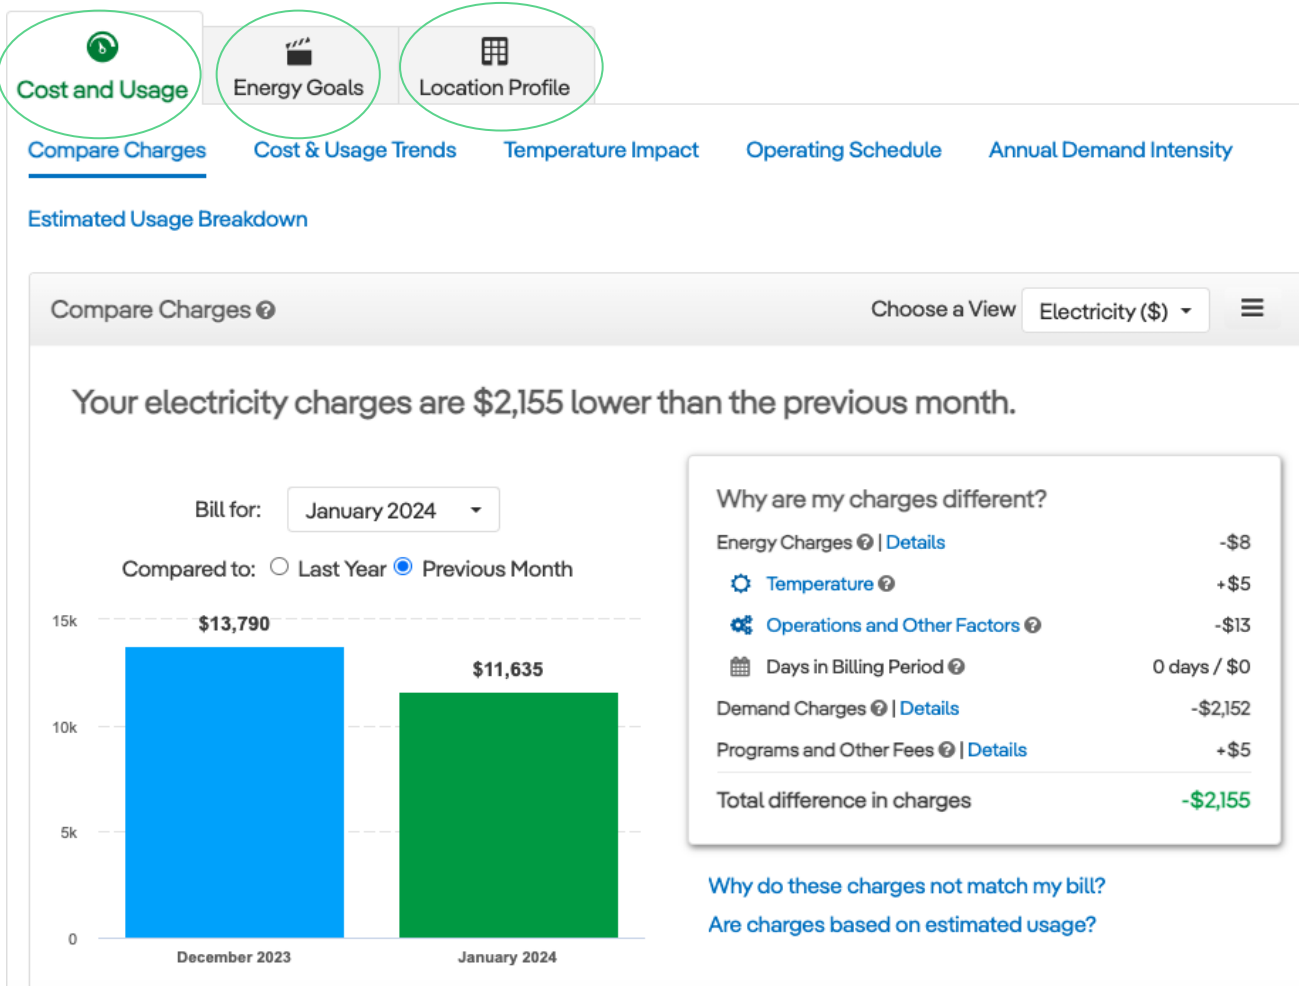 Cost and Usage
Energy Goals
Location Profile
Compare Charges
Cost & Usage Trends
Temperature Impact
Operating Schedule
Annual Demand Intensity
Estimated Usage Breakdown
Compare Charges
Choose a View
Electricity ($)
Your electricity charges are $2,155 lower than the previous month.
Bill for:
January 2024
Compared to:
Last Year
Previous Month
15k
10k
5k
0
$13,790
$11,635
December 2023
January 2024
Why are my charges different?
Energy Charges ? | Details -$8
Temperature ? +$5
Operations and Other Factors ? -$13
Days in Billing Period ? 0 days / $0
Demand Charges ? | Details -$2,152
Programs and Other Fees ? | Details +$5
Total difference in charges -$2,155
Why do these charges not match my bill?
Are charges based on estimated usage?